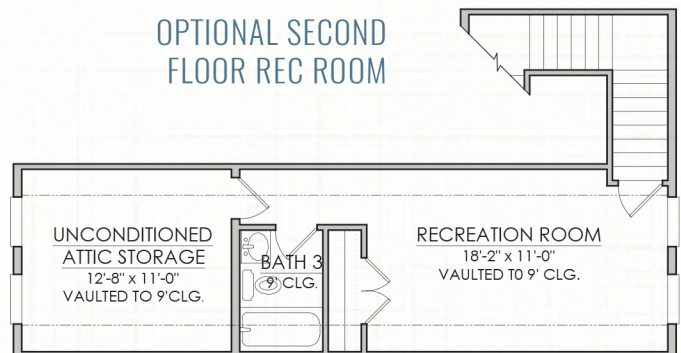 OPTIONAL SECOND
FLOOR REC ROOM
UNCONDITIONED
ATTIC STORAGE
12'-8" x 11'-0"
VAULTED TO 9'CLG.
BATH 3
9' CLG.
RECREATION ROOM
18'-2" x 11'-0"
VAULTED TO 9' CLG.